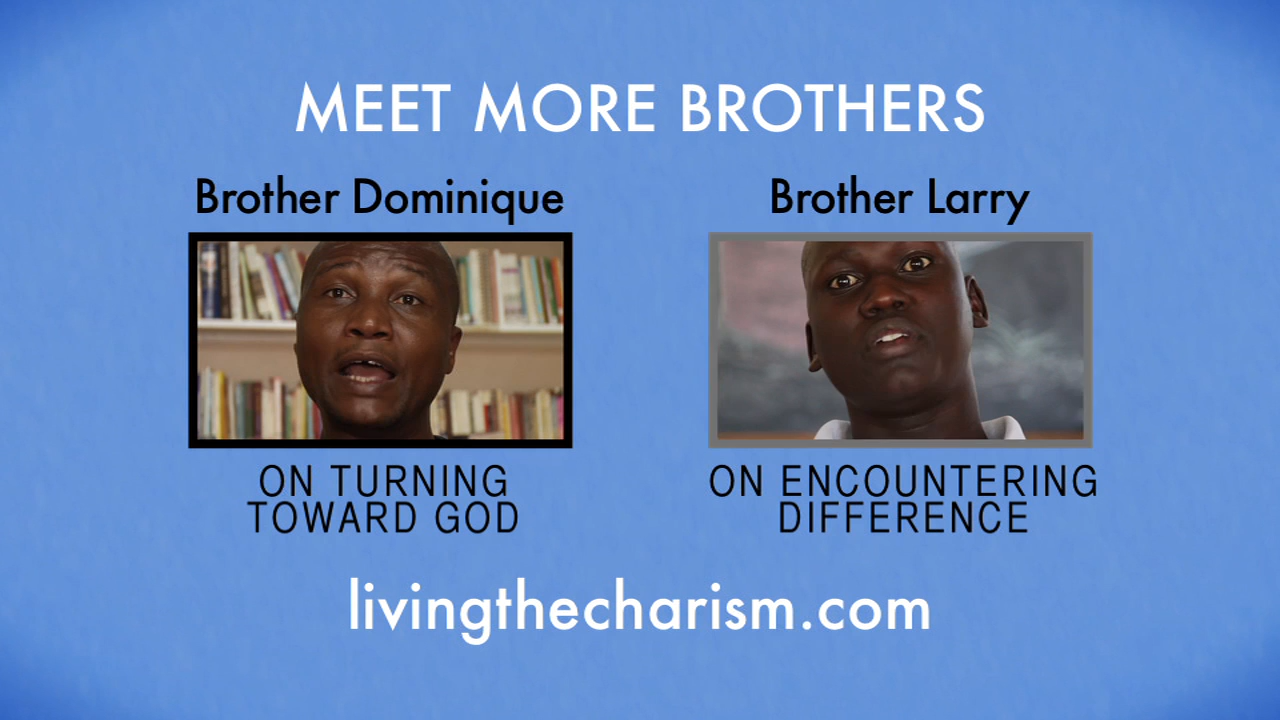 MEET MORE BROTHERS
Brother Dominique
Brother Larry
ON TURNING
TOWARD GOD
ON ENCOUNTERING
DIFFERENCE
livingthecharism.com